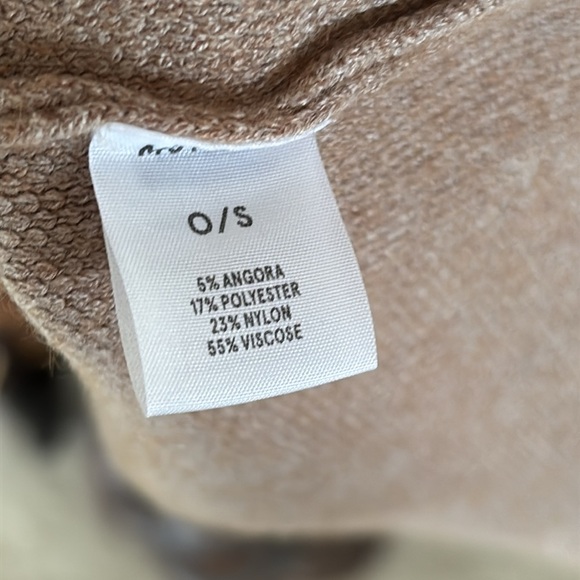 O/S
5% ANGORA
17% POLYESTER
23% NYLON
55% VISCOSE